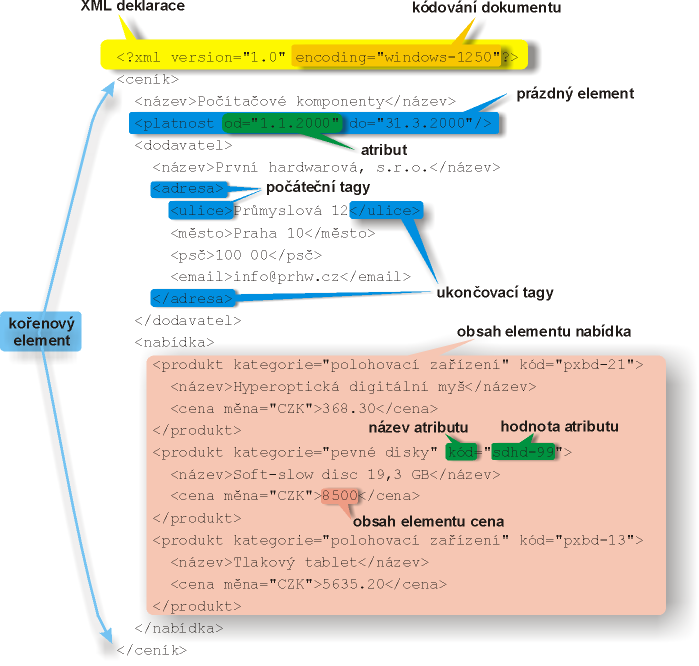 XML deklarace
kódování dokumentu
<?xml version="1.0" encoding="windows-1250"?>
<ceník>
<název>Počítačové komponenty</název>
prázdný element
<platnost od="1.1.2000" do="31.3.2000"/>
atribut
<dodavatel>
<název>První hardwarová, s.r.o.</název>
<adresa>
počáteční tagy
<ulice>Průmyslová 12</ulice>
<město>Praha 10</město>
<psč>100 00</psč>
<email>info@prhw.cz</email>
</adresa>
ukončovací tagy
</dodavatel>
kořenový
element
obsah elementu nabídka
<nabídka>
<produkt kategorie="polohovací zařízení" kód="pxbd-21">
<název>Hyperoptická digitální myš</název>
<cena měna="CZK">368.30</cena>
</produkt>
název atributu
hodnota atributu
<produkt kategorie="pevné disky" kód="sdhd-99">
<název>Soft-slow disc 19,3 GB</název>
<cena měna="CZK">8500</cena>
</produkt>
obsah elementu cena
<produkt kategorie="polohovací zařízení" kód="pxbd-13">
<název>Tlakový tablet</název>
<cena měna="CZK">5635.20</cena>
</produkt>
</nabídka>
</ceník>